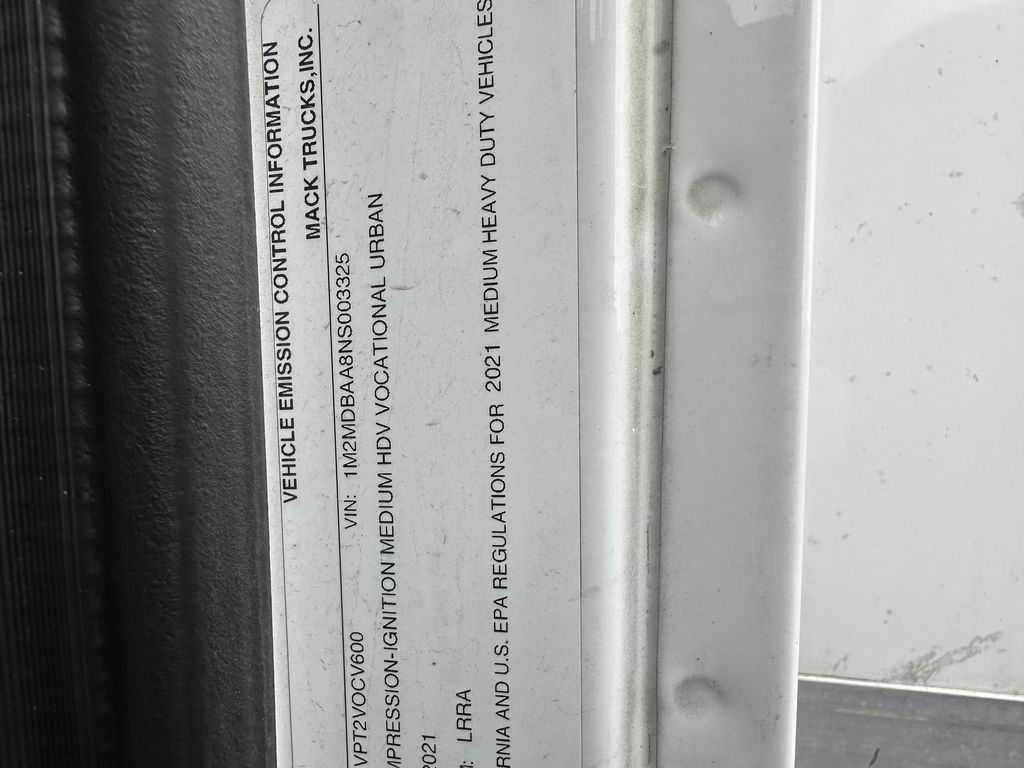 VEHICLE EMISSION CONTROL INFORMATION
MACK TRUCKS,INC.
VPT2VOCV600 VIN: 1M2MDBAA8NS003325
MPRESSION-IGNITION MEDIUM HDV VOCATIONAL URBAN
2021
: LRRA
RNIA AND U.S. EPA REGULATIONS FOR 2021 MEDIUM HEAVY DUTY VEHICLES